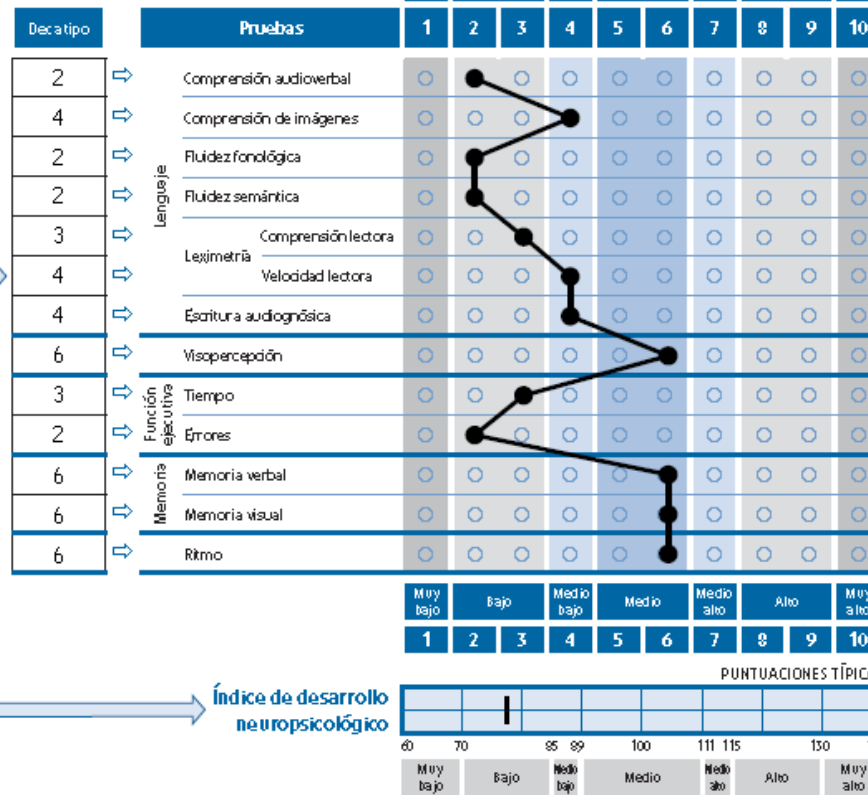 Decatipo Pruebas 1 2 3 4 5 6 7 8 9 10
2 Comprensión audioverbal
4 Comprensión de imágenes
2 Fluidez fonológica
2 Fluidez semántica
Lenguaje
3 Comprensión lectora
Leximetría
4 Velocidad lectora
4 Escritura audiognósica
6 Visopercepción
3 Tiempo
Función ejecutiva
2 Errores
6 Memoria verbal
Memoria
6 Memoria visual
6 Ritmo
Muy bajo Bajo Medio bajo Medio Medio alto Alto Muy alto
1 2 3 4 5 6 7 8 9 10
PUNTUACIONES TÍPICA
Índice de desarrollo
neuropsicológico
60 70 85 89 100 111 115 130
Muy bajo Bajo Medio bajo Medio Medio alto Alto Muy alto